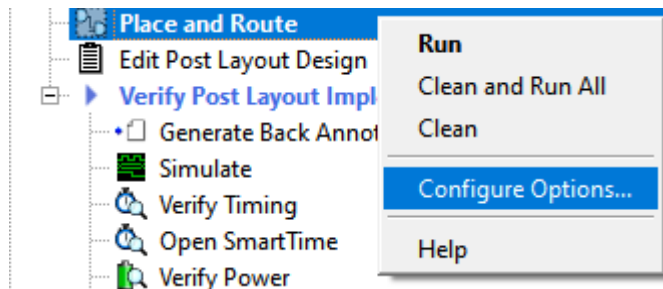 Place and Route
Edit Post Layout Design
Verify Post Layout Impl
Generate Back Annot
Simulate
Verify Timing
Open SmartTime
Verify Power
Run
Clean and Run All
Clean
Configure Options...
Help